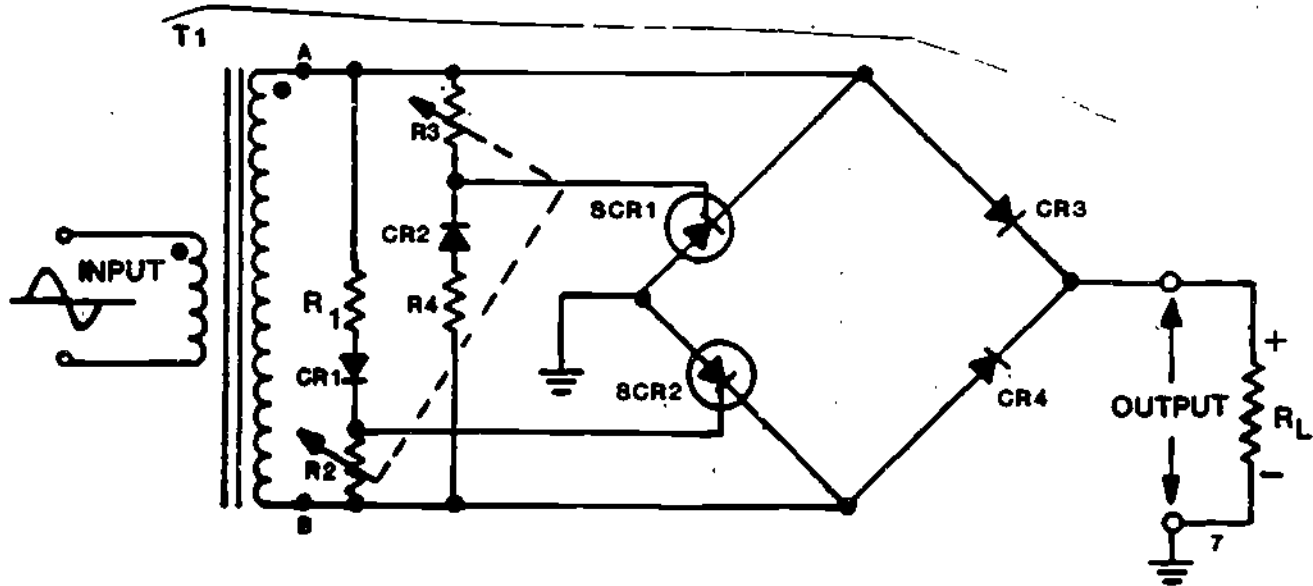 T1
A
R3
SCR1
CR2
CR3
INPUT
R1
R4
CR1
SCR2
CR4
OUTPUT
+
RL
-
R2
B
7